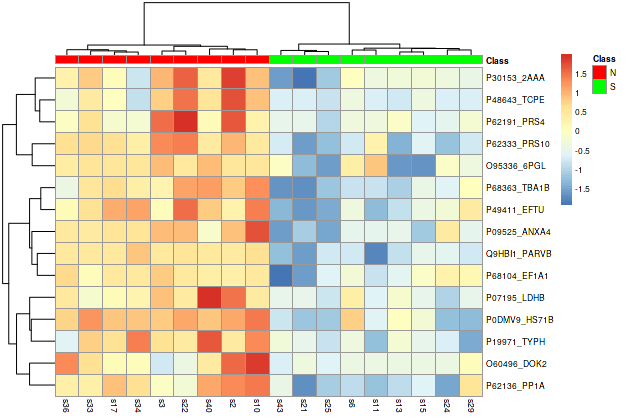 Class
Class
N
S
1.5
1
0.5
0
-0.5
-1
-1.5
P30153_2AAA
P48643_TCPE
P62191_PRS4
P62333_PRS10
O95336_6PGL
P68363_TBA1B
P49411_EFTU
P09525_ANXA4
Q9HBI1_PARVB
P68104_EF1A1
P07195_LDHB
P0DMV9_HS71B
P19971_TYPH
O60496_DOK2
P62136_PP1A
s36 s33 s17 s34 s3 s22 s40 s2 s10 s43 s21 s25 s6 s11 s13 s15 s24 s29